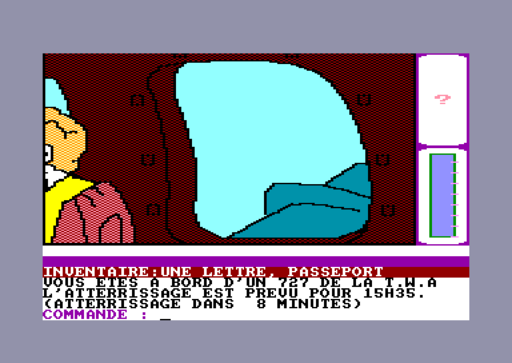 ?
INVENTAIRE:UNE LETTRE, PASSEPORT
VOUS ETES A BORD D'UN 727 DE LA T.W.A
L'ATTERRISSAGE EST PREVU POUR 15H35.
(ATTERRISSAGE DANS  8 MINUTES)
COMMANDE : _